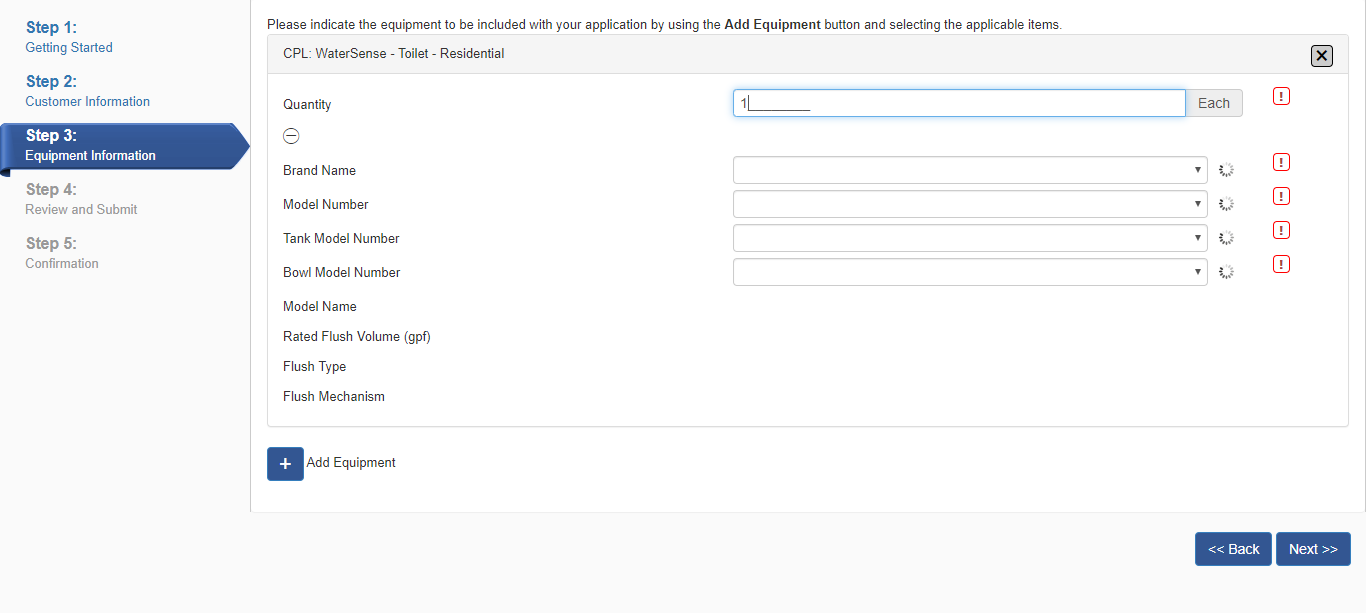 Step 1:
Getting Started
Step 2:
Customer Information
Step 3:
Equipment Information
Step 4:
Review and Submit
Step 5:
Confirmation
Please indicate the equipment to be included with your application by using the Add Equipment button and selecting the applicable items.
CPL: WaterSense - Toilet - Residential
Quantity 1_________ Each !
Brand Name !
Model Number !
Tank Model Number !
Bowl Model Number !
Model Name
Rated Flush Volume (gpf)
Flush Type
Flush Mechanism
+ Add Equipment
<< Back Next >>